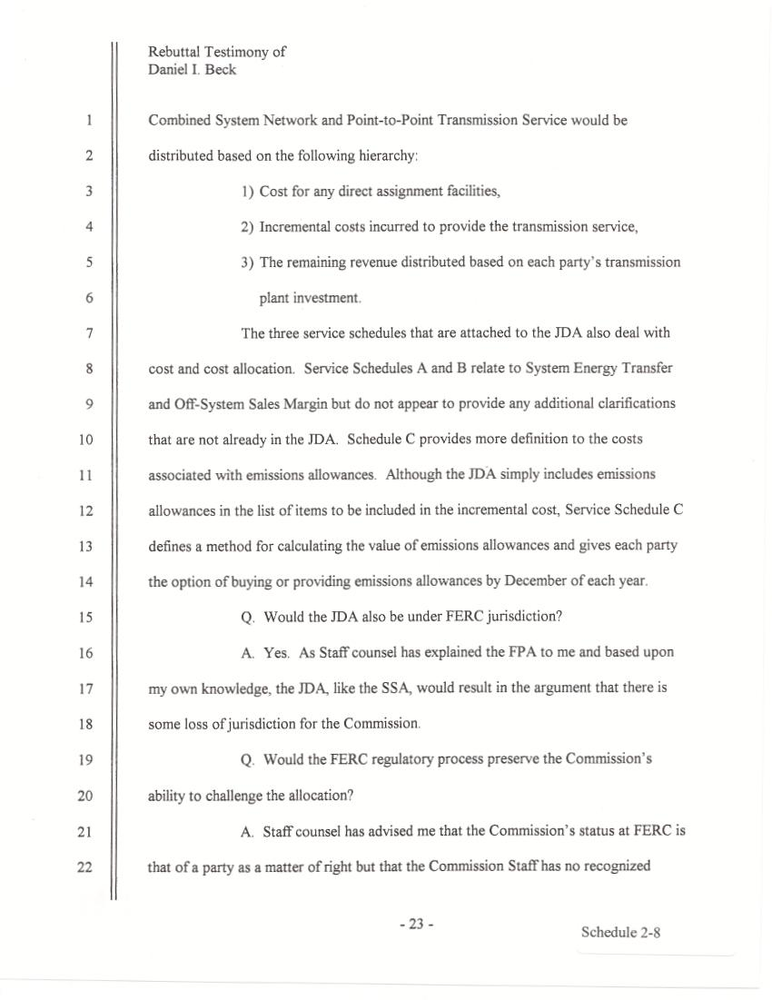 Rebuttal Testimony of
Daniel I. Beck
1 Combined System Network and Point-to-Point Transmission Service would be
2 distributed based on the following hierarchy:
3 1) Cost for any direct assignment facilities,
4 2) Incremental costs incurred to provide the transmission service,
5 3) The remaining revenue distributed based on each party's transmission
6 plant investment.
7 The three service schedules that are attached to the JDA also deal with
8 cost and cost allocation. Service Schedules A and B relate to System Energy Transfer
9 and Off-System Sales Margin but do not appear to provide any additional clarifications
10 that are not already in the JDA. Schedule C provides more definition to the costs
11 associated with emissions allowances. Although the JDA simply includes emissions
12 allowances in the list of items to be included in the incremental cost, Service Schedule C
13 defines a method for calculating the value of emissions allowances and gives each party
14 the option of buying or providing emissions allowances by December of each year.
15 Q. Would the JDA also be under FERC jurisdiction?
16 A. Yes. As Staff counsel has explained the FPA to me and based upon
17 my own knowledge, the JDA, like the SSA, would result in the argument that there is
18 some loss of jurisdiction for the Commission.
19 Q. Would the FERC regulatory process preserve the Commission's
20 ability to challenge the allocation?
21 A. Staff counsel has advised me that the Commission's status at FERC is
22 that of a party as a matter of right but that the Commission Staff has no recognized
- 23 -
Schedule 2-8